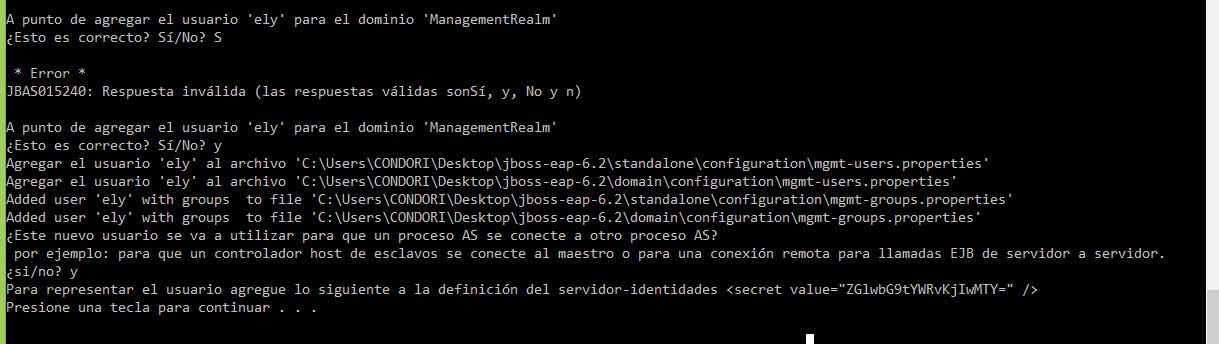 A punto de agregar el usuario 'ely' para el dominio 'ManagementRealm'
¿Esto es correcto? Sí/No? S
* Error *
JBAS015240: Respuesta inválida (las respuestas válidas sonSí, y, No y n)
A punto de agregar el usuario 'ely' para el dominio 'ManagementRealm'
¿Esto es correcto? Sí/No? y
Agregar el usuario 'ely' al archivo 'C:\Users\CONDORI\Desktop\jboss-eap-6.2\standalone\configuration\mgmt-users.properties'
Agregar el usuario 'ely' al archivo 'C:\Users\CONDORI\Desktop\jboss-eap-6.2\domain\configuration\mgmt-users.properties'
Added user 'ely' with groups  to file 'C:\Users\CONDORI\Desktop\jboss-eap-6.2\standalone\configuration\mgmt-groups.properties'
Added user 'ely' with groups  to file 'C:\Users\CONDORI\Desktop\jboss-eap-6.2\domain\configuration\mgmt-groups.properties'
¿Este nuevo usuario se va a utilizar para que un proceso AS se conecte a otro proceso AS?
por ejemplo: para que un controlador host de esclavos se conecte al maestro o para una conexión remota para llamadas EJB de servidor a servidor.
¿si/no? y
Para representar el usuario agregue lo siguiente a la definición del servidor-identidades <secret value="ZGlwbG9tYWRvKjIwMTY=" />
Presione una tecla para continuar . . .